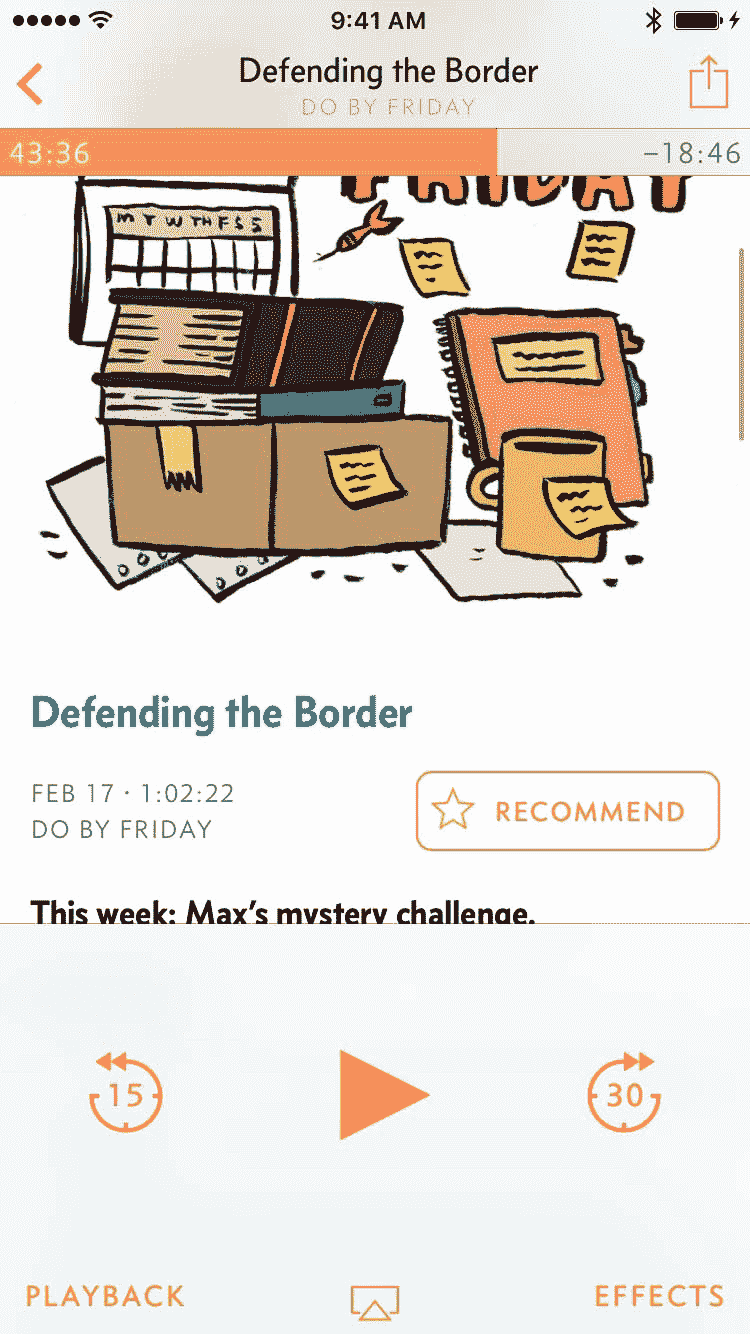 9:41 AM
Defending the Border
DO BY FRIDAY
43:36
–18:46
FRIDAY
M T W TH F S S
Defending the Border
FEB 17 · 1:02:22
DO BY FRIDAY
RECOMMEND
This week: Max’s mystery challenge.
15
30
PLAYBACK
EFFECTS